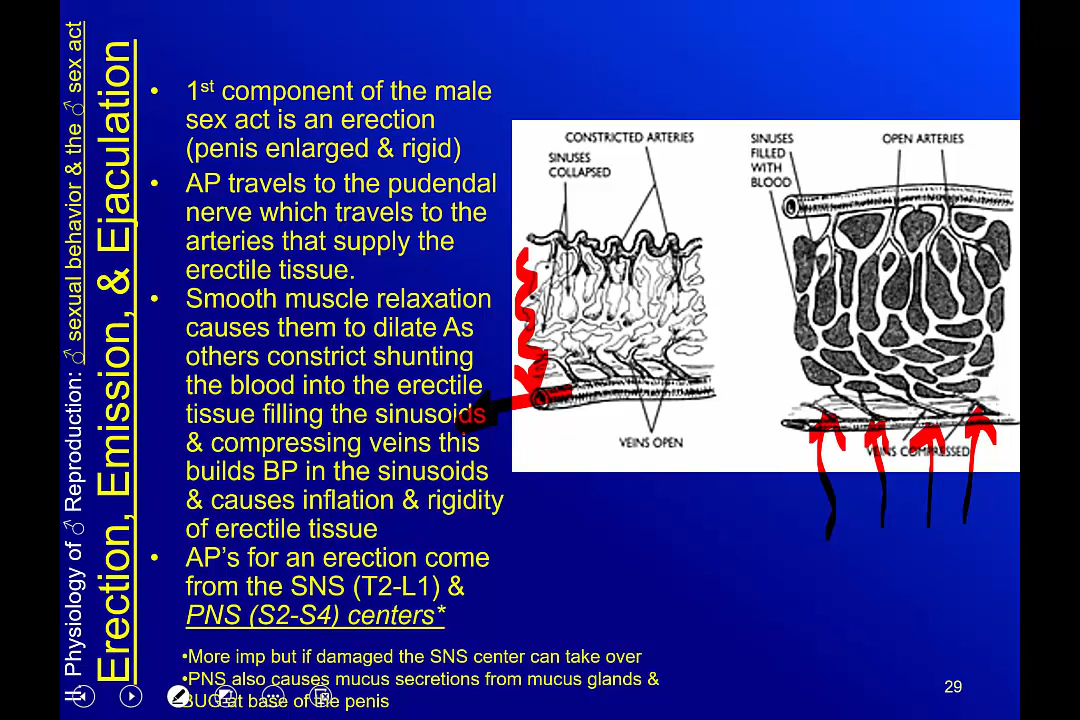 II. Physiology of ♂ Reproduction: ♂ sexual behavior & the ♂ sex act
Erection, Emission, & Ejaculation
• 1st component of the male
sex act is an erection
(penis enlarged & rigid)
• AP travels to the pudendal
nerve which travels to the
arteries that supply the
erectile tissue.
• Smooth muscle relaxation
causes them to dilate As
others constrict shunting
the blood into the erectile
tissue filling the sinusoids
& compressing veins this
builds BP in the sinusoids
& causes inflation & rigidity
of erectile tissue
• AP's for an erection come
from the SNS (T2-L1) &
PNS (S2-S4) centers*
•More imp but if damaged the SNS center can take over
•PNS also causes mucus secretions from mucus glands &
BUG at base of the penis
CONSTRICTED ARTERIES
SINUSES
COLLAPSED
VEINS OPEN
SINUSES
FILLED
WITH
BLOOD
OPEN ARTERIES
VEINS COMPRESSED
29